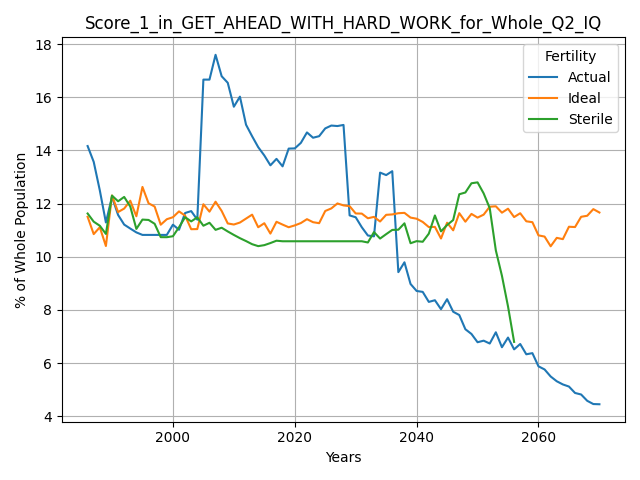 Score_1_in_GET_AHEAD_WITH_HARD_WORK_for_Whole_Q2_IQ
% of Whole Population
18
16
14
12
10
8
6
4
Fertility
Actual
Ideal
Sterile
2000 2020 2040 2060
Years